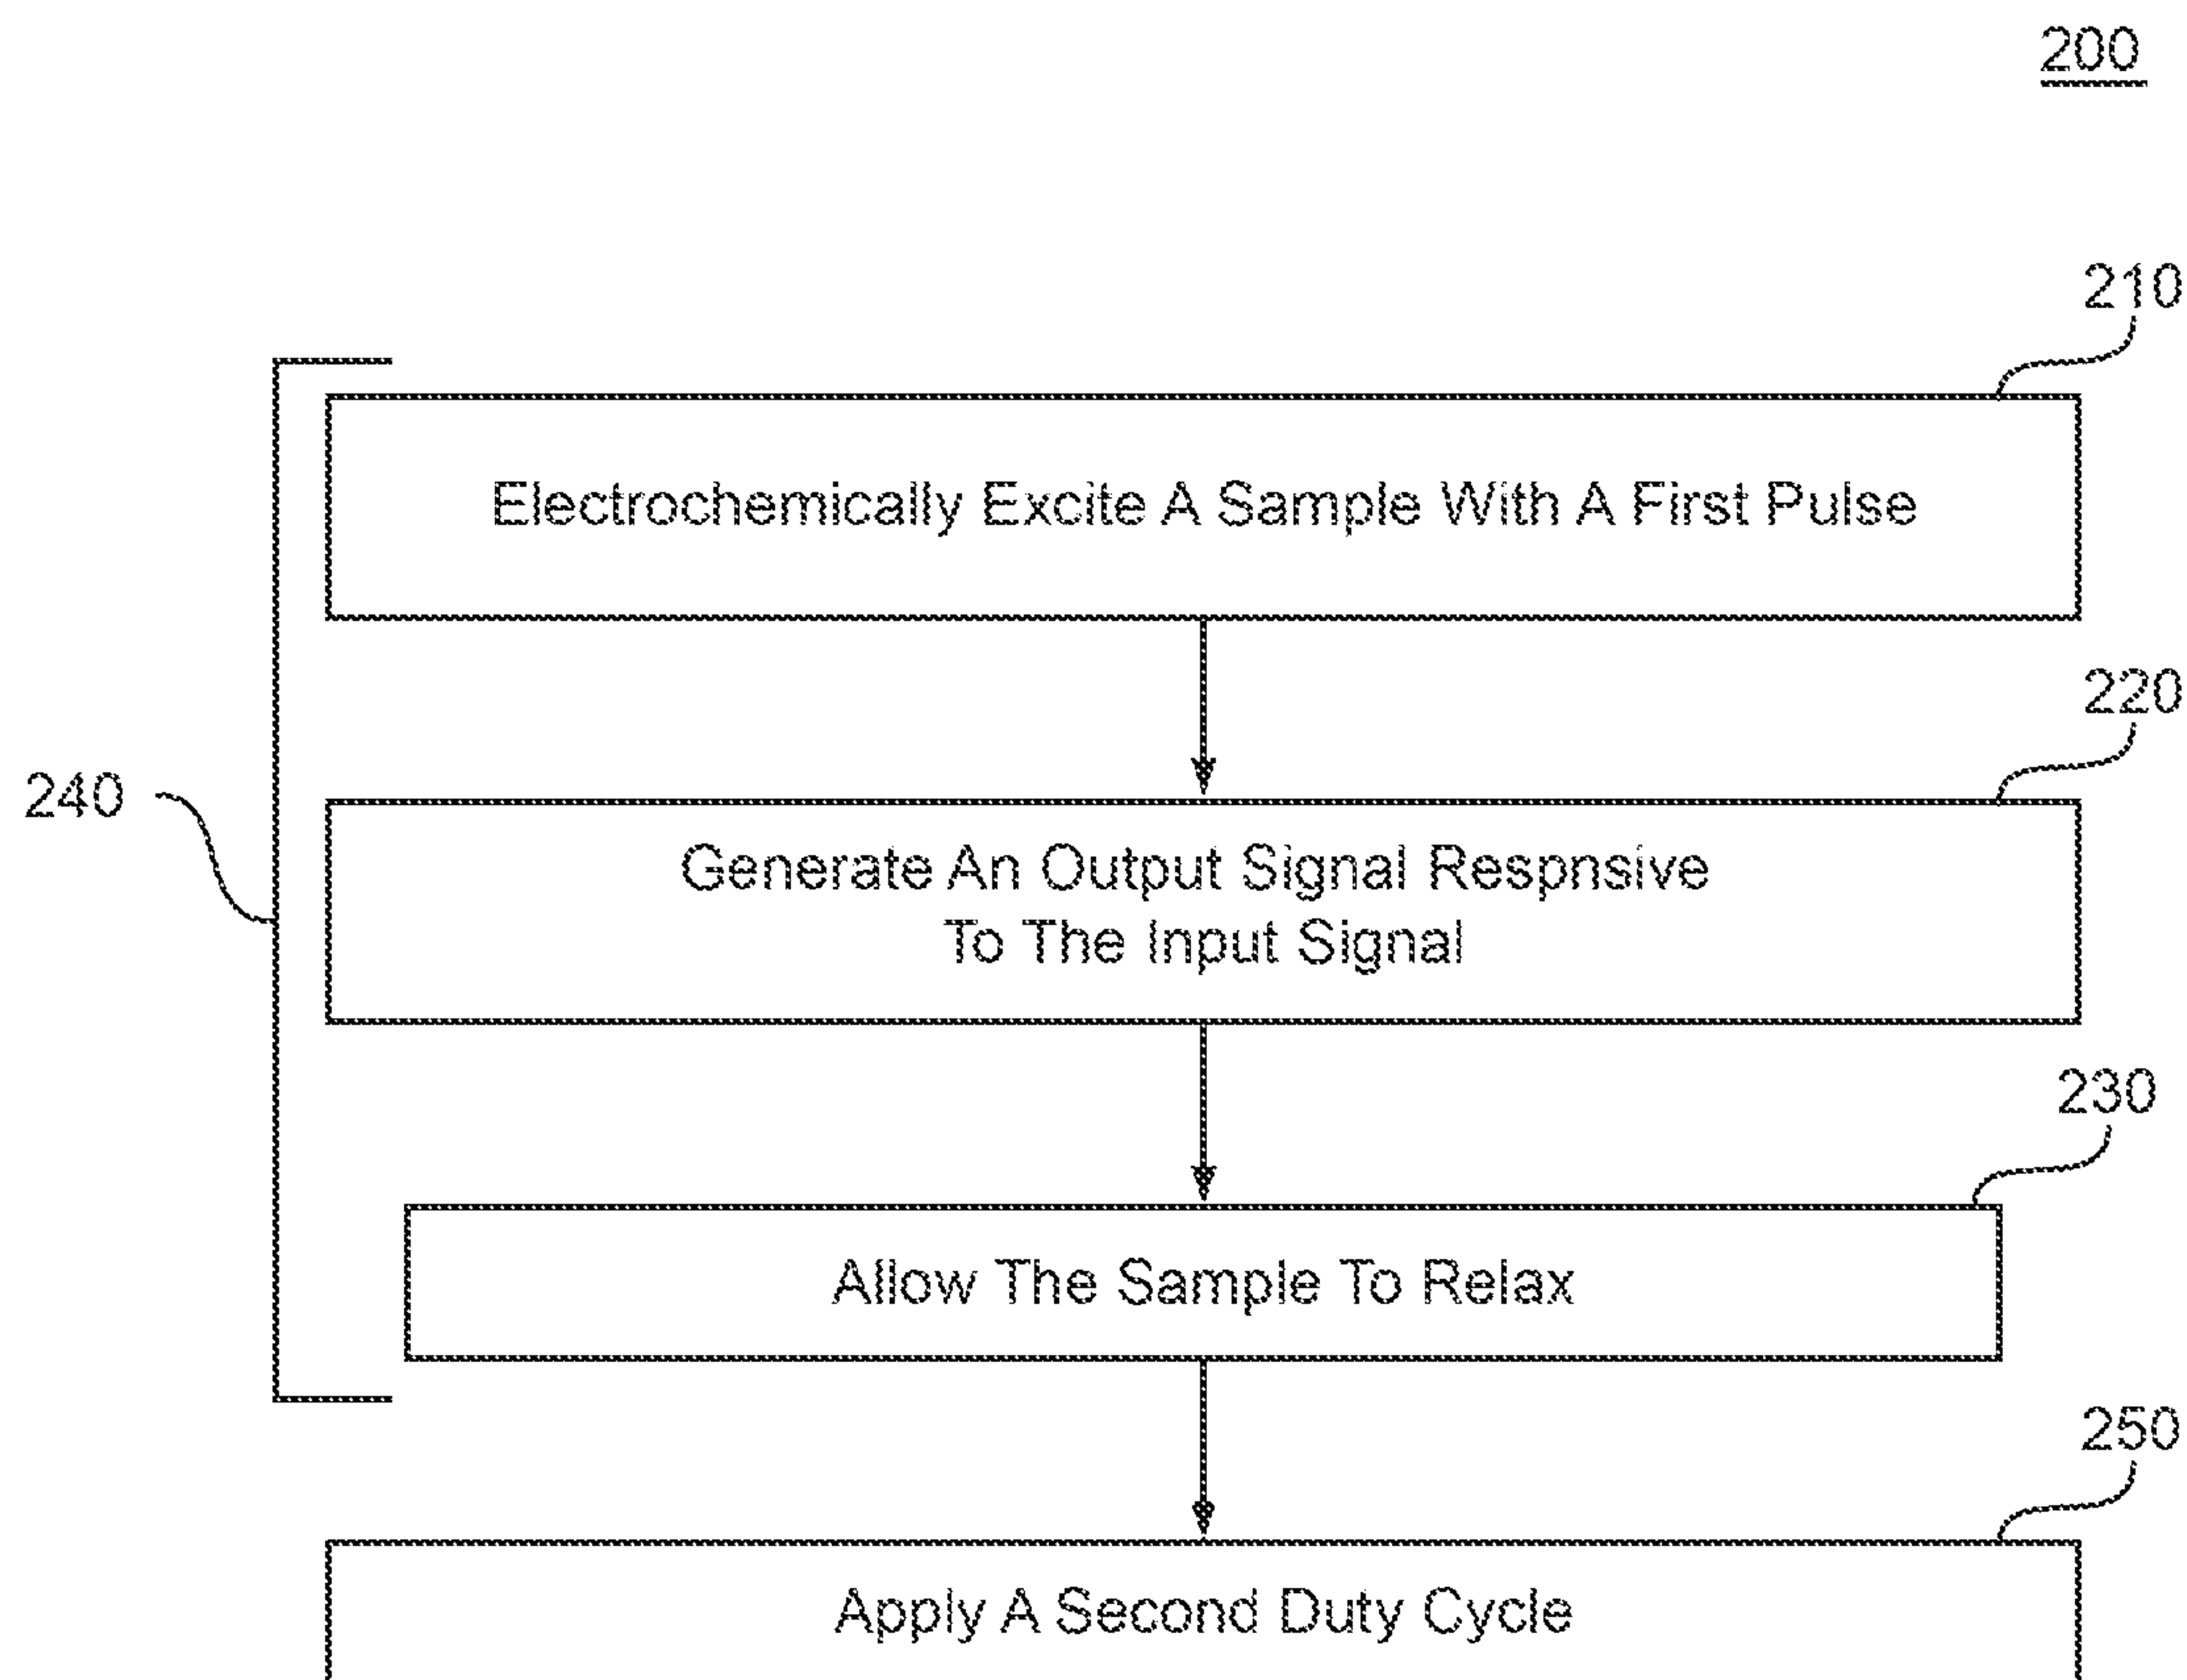 200
210
Electrochemically Excite A Sample With A First Pulse
220
240
Generate An Output Signal Respnsive
To The Input Signal
230
Allow The Sample To Relax
250
Apply A Second Duty Cycle